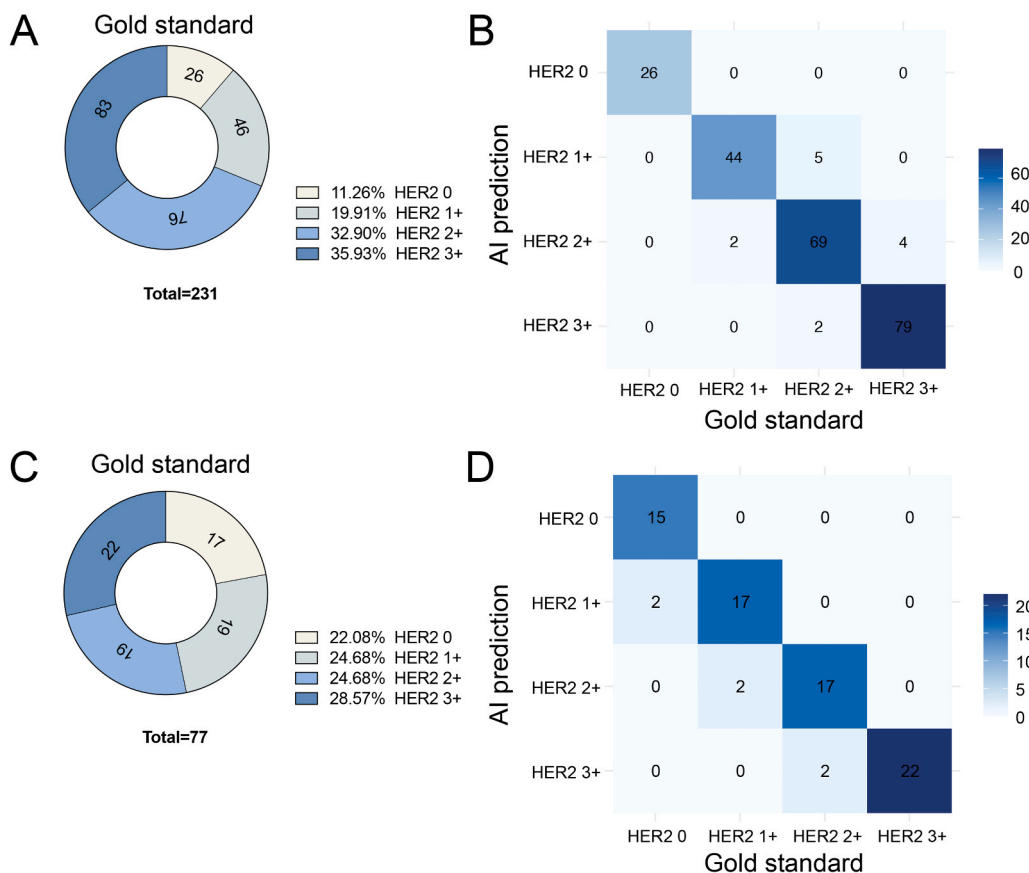 A
Gold standard
26
46
76
83
11.26% HER2 0
19.91% HER2 1+
32.90% HER2 2+
35.93% HER2 3+
Total=231
B
AI prediction
HER2 0
26 0 0 0
HER2 1+
0 44 5 0
HER2 2+
0 2 69 4
HER2 3+
0 0 2 79
HER2 0 HER2 1+ HER2 2+ HER2 3+
Gold standard
60
40
20
0
C
Gold standard
17
19
19
22
22.08% HER2 0
24.68% HER2 1+
24.68% HER2 2+
28.57% HER2 3+
Total=77
D
AI prediction
HER2 0
15 0 0 0
HER2 1+
2 17 0 0
HER2 2+
0 2 17 0
HER2 3+
0 0 2 22
HER2 0 HER2 1+ HER2 2+ HER2 3+
Gold standard
20
15
10
5
0